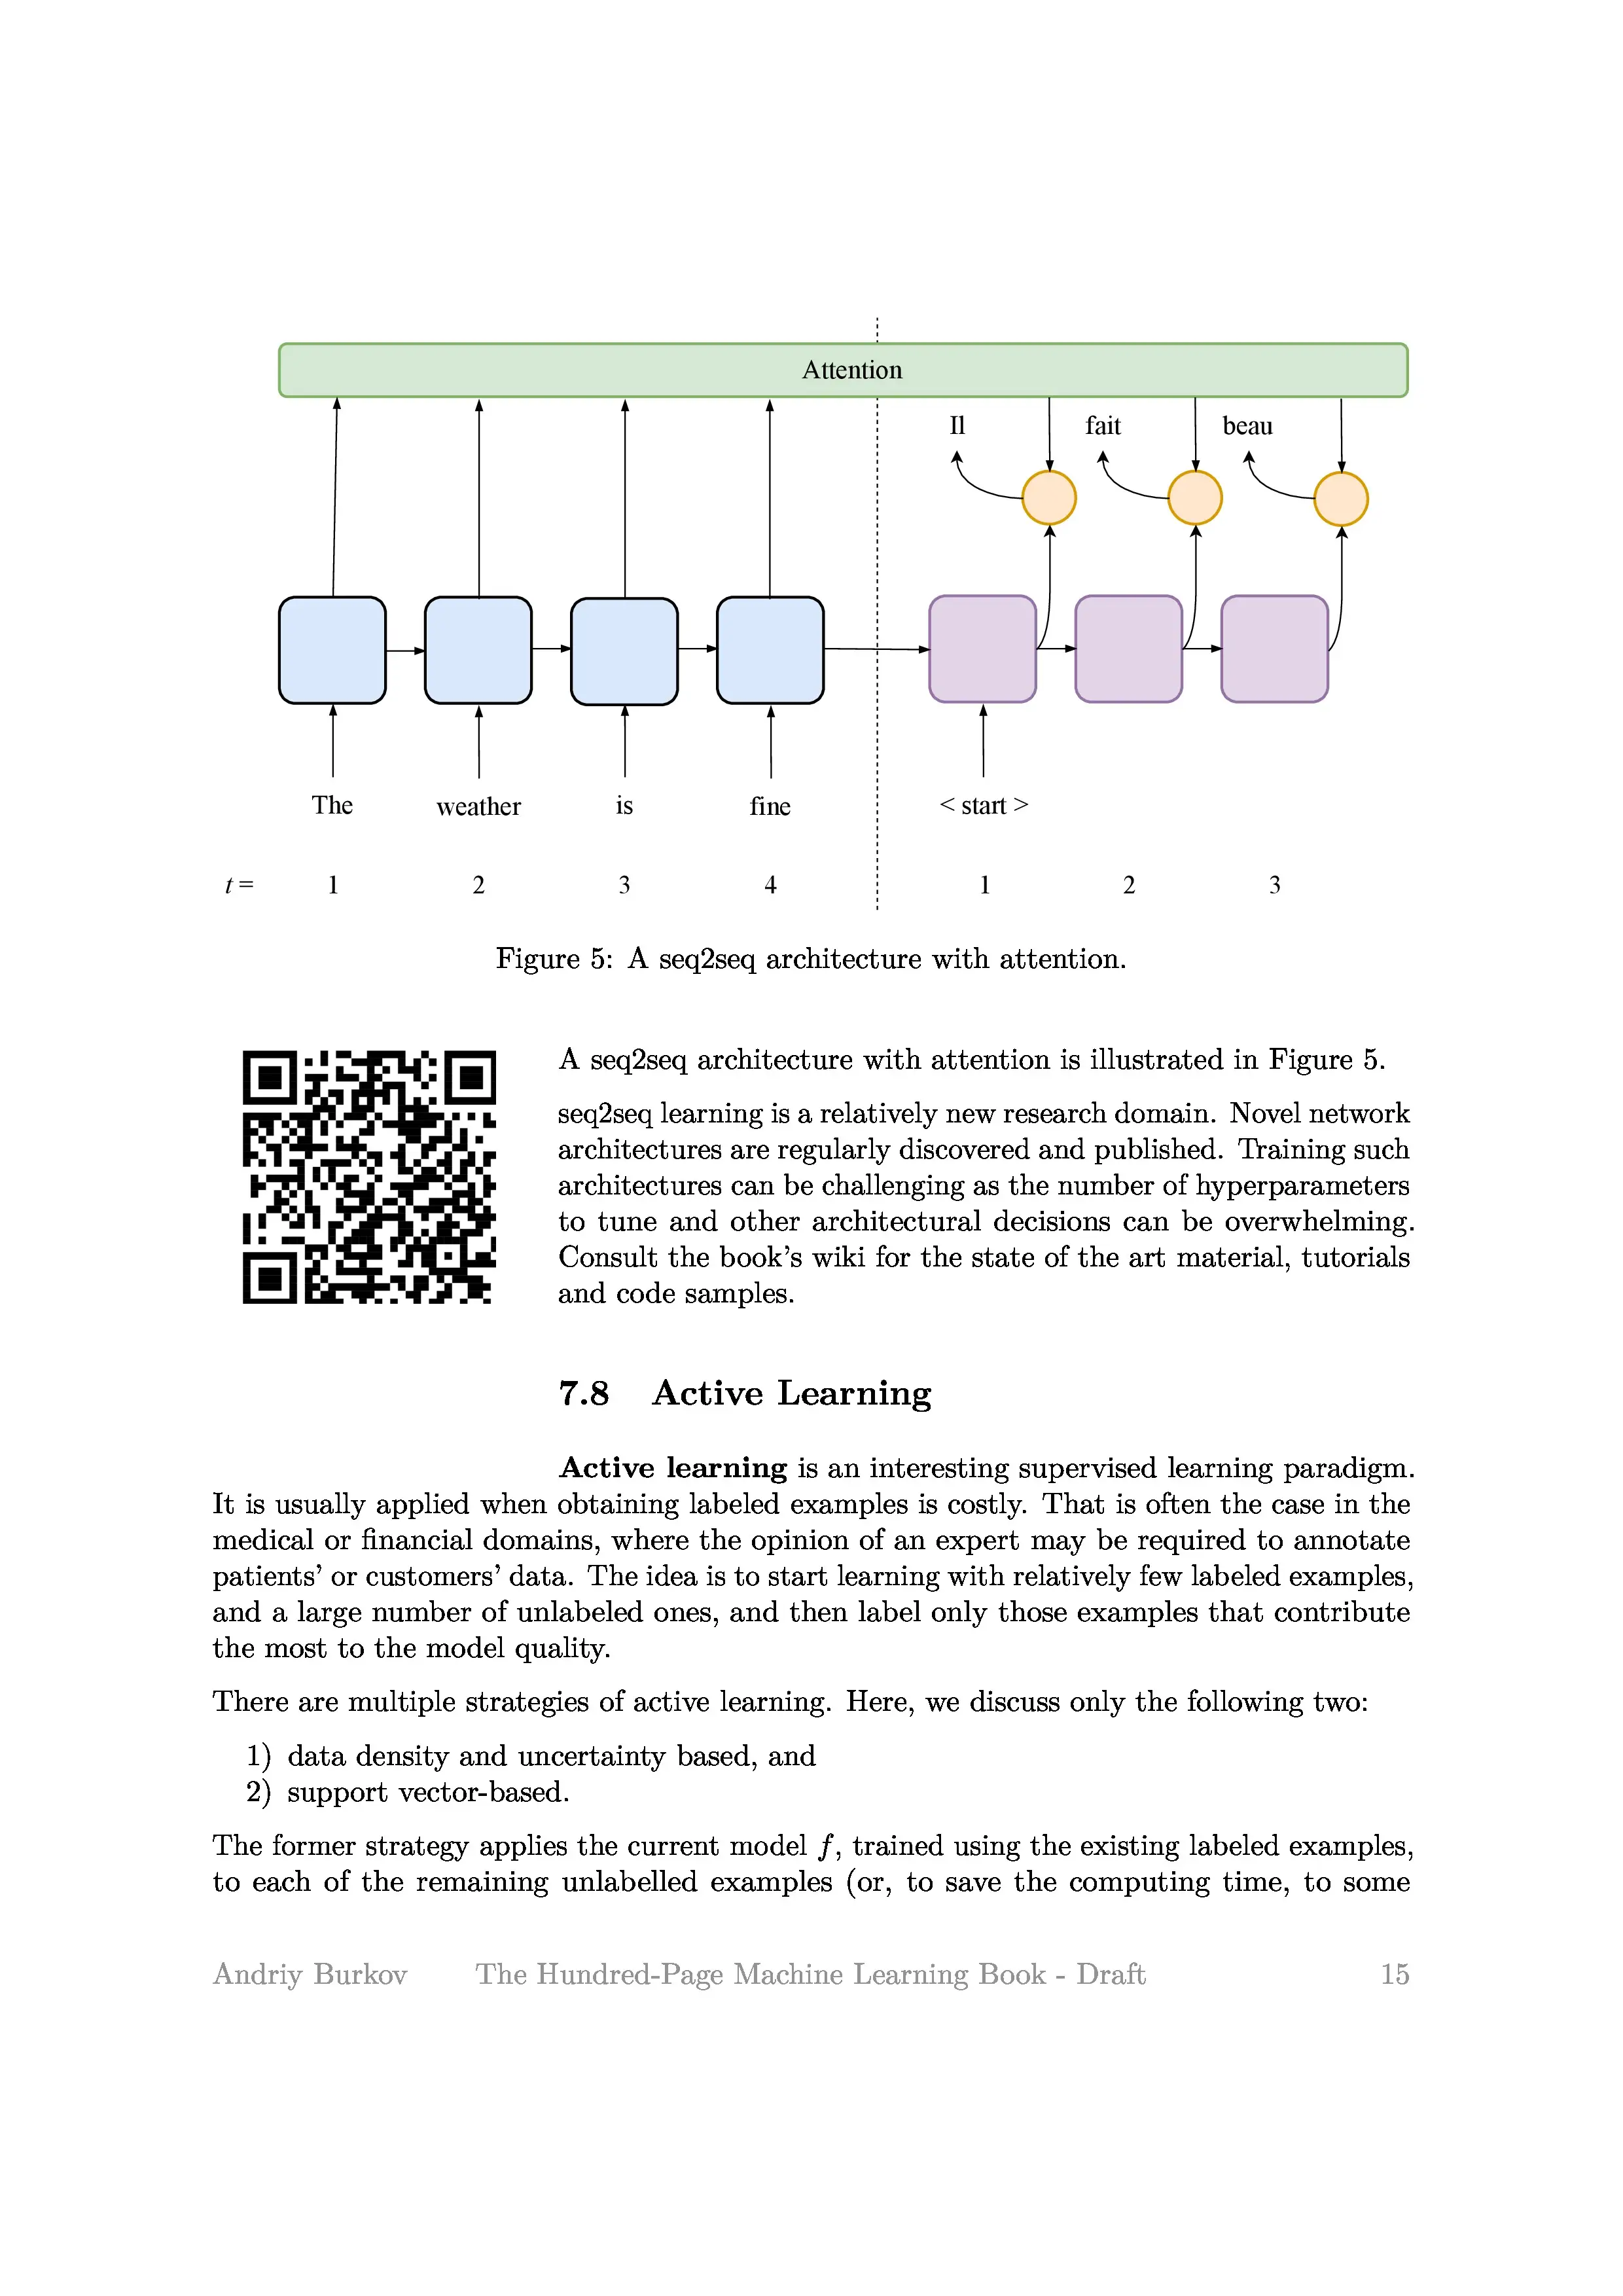 Attention
Il fait beau
The weather is fine < start >
t = 1 2 3 4 1 2 3
Figure 5: A seq2seq architecture with attention.
A seq2seq architecture with attention is illustrated in Figure 5.
seq2seq learning is a relatively new research domain. Novel network
architectures are regularly discovered and published. Training such
architectures can be challenging as the number of hyperparameters
to tune and other architectural decisions can be overwhelming.
Consult the book's wiki for the state of the art material, tutorials
and code samples.
7.8 Active Learning
Active learning is an interesting supervised learning paradigm.
It is usually applied when obtaining labeled examples is costly. That is often the case in the
medical or financial domains, where the opinion of an expert may be required to annotate
patients' or customers' data. The idea is to start learning with relatively few labeled examples,
and a large number of unlabeled ones, and then label only those examples that contribute
the most to the model quality.
There are multiple strategies of active learning. Here, we discuss only the following two:
1) data density and uncertainty based, and
2) support vector-based.
The former strategy applies the current model f, trained using the existing labeled examples,
to each of the remaining unlabelled examples (or, to save the computing time, to some
Andriy Burkov The Hundred-Page Machine Learning Book - Draft 15